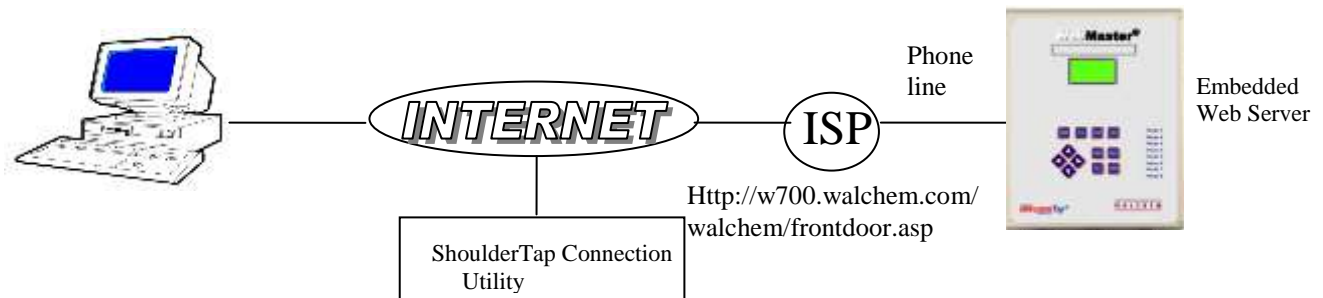 Phone
line
Master®
Embedded
Web Server
INTERNET
ISP
Http://w700.walchem.com/
walchem/frontdoor.asp
ShoulderTap Connection
Utility